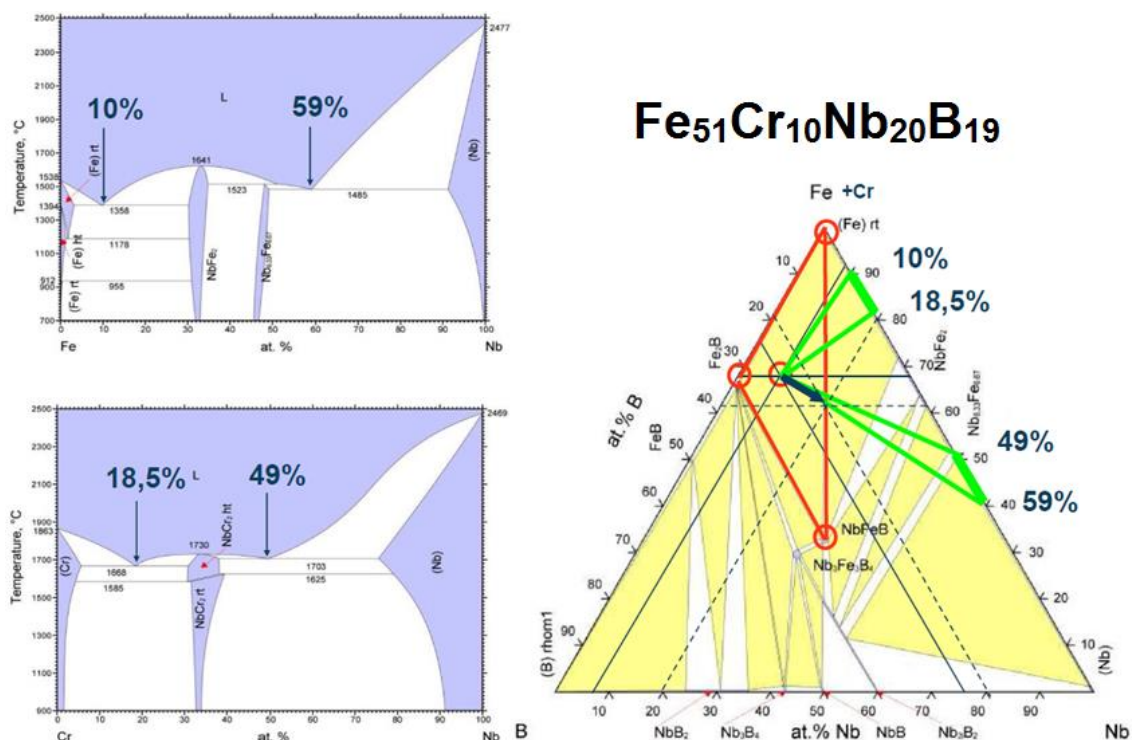 2500
2477
2300
2100
10%
L
59%
1900
Temperature, °C
(Fe) rt
1700
1641
(Nb)
1538
1500
1523
1485
1394
1358
1300
(Fe) ht
1178
NbFe₂
1100
912
(Fe) rt
955
900
700
0 10 20 30 40 50 60 70 80 90 100
Fe at. % Nb
2500
2469
2300
18,5%
L
49%
2100
Temperature, °C
1900
1863
NbCr₂ ht
1730
1700
(Cr)
1668
1703
1585
1625
(Nb)
1500
NbCr₂ rt
1300
1100
900
0 10 20 30 40 50 60 70 80 90 100
Cr at. % Nb
Fe₅₁Cr₁₀Nb₂₀B₁₉
Fe +Cr
(Fe) rt
10 90
10%
20 80
18,5%
Fe₂B
30 70
NbFe₂
40 60
at.% B
FeB
50 50
49%
60 40
59%
NbFeB
70 30
Nb₃Fe₃B₄
80 20
(B) rhom1
90 10
(Nb)
10 20 30 40 50 60 70 80 90
B at.% Nb Nb
NbB₂ Nb₃B₄ NbB Nb₃B₂